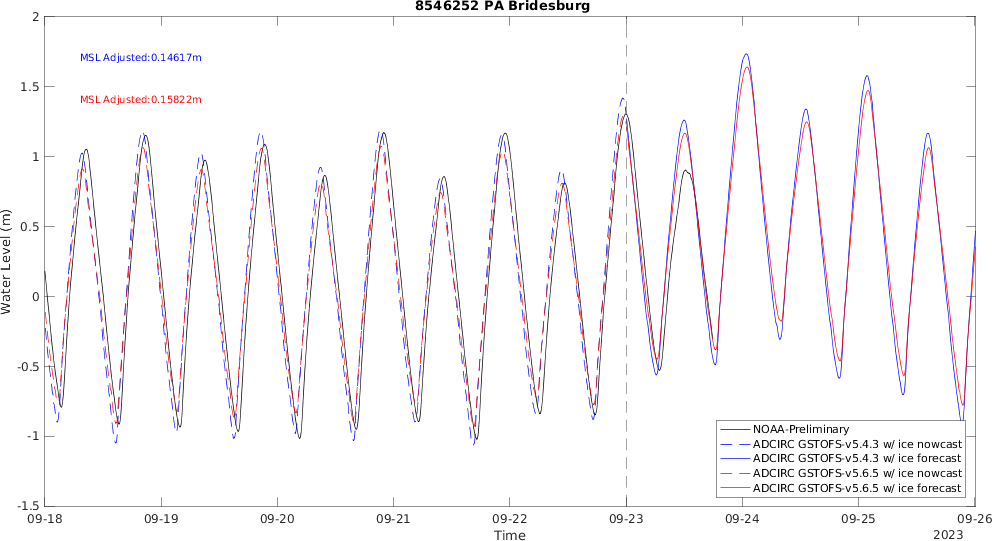 8546252 PA Bridesburg
MSL Adjusted:0.14617m
MSL Adjusted:0.15822m
Water Level (m)
2
1.5
1
0.5
0
-0.5
-1
-1.5
NOAA-Preliminary
ADCIRC GSTOFS-v5.4.3 w/ ice nowcast
ADCIRC GSTOFS-v5.4.3 w/ ice forecast
ADCIRC GSTOFS-v5.6.5 w/ ice nowcast
ADCIRC GSTOFS-v5.6.5 w/ ice forecast
09-18 09-19 09-20 09-21 09-22 09-23 09-24 09-25 09-26
Time
2023